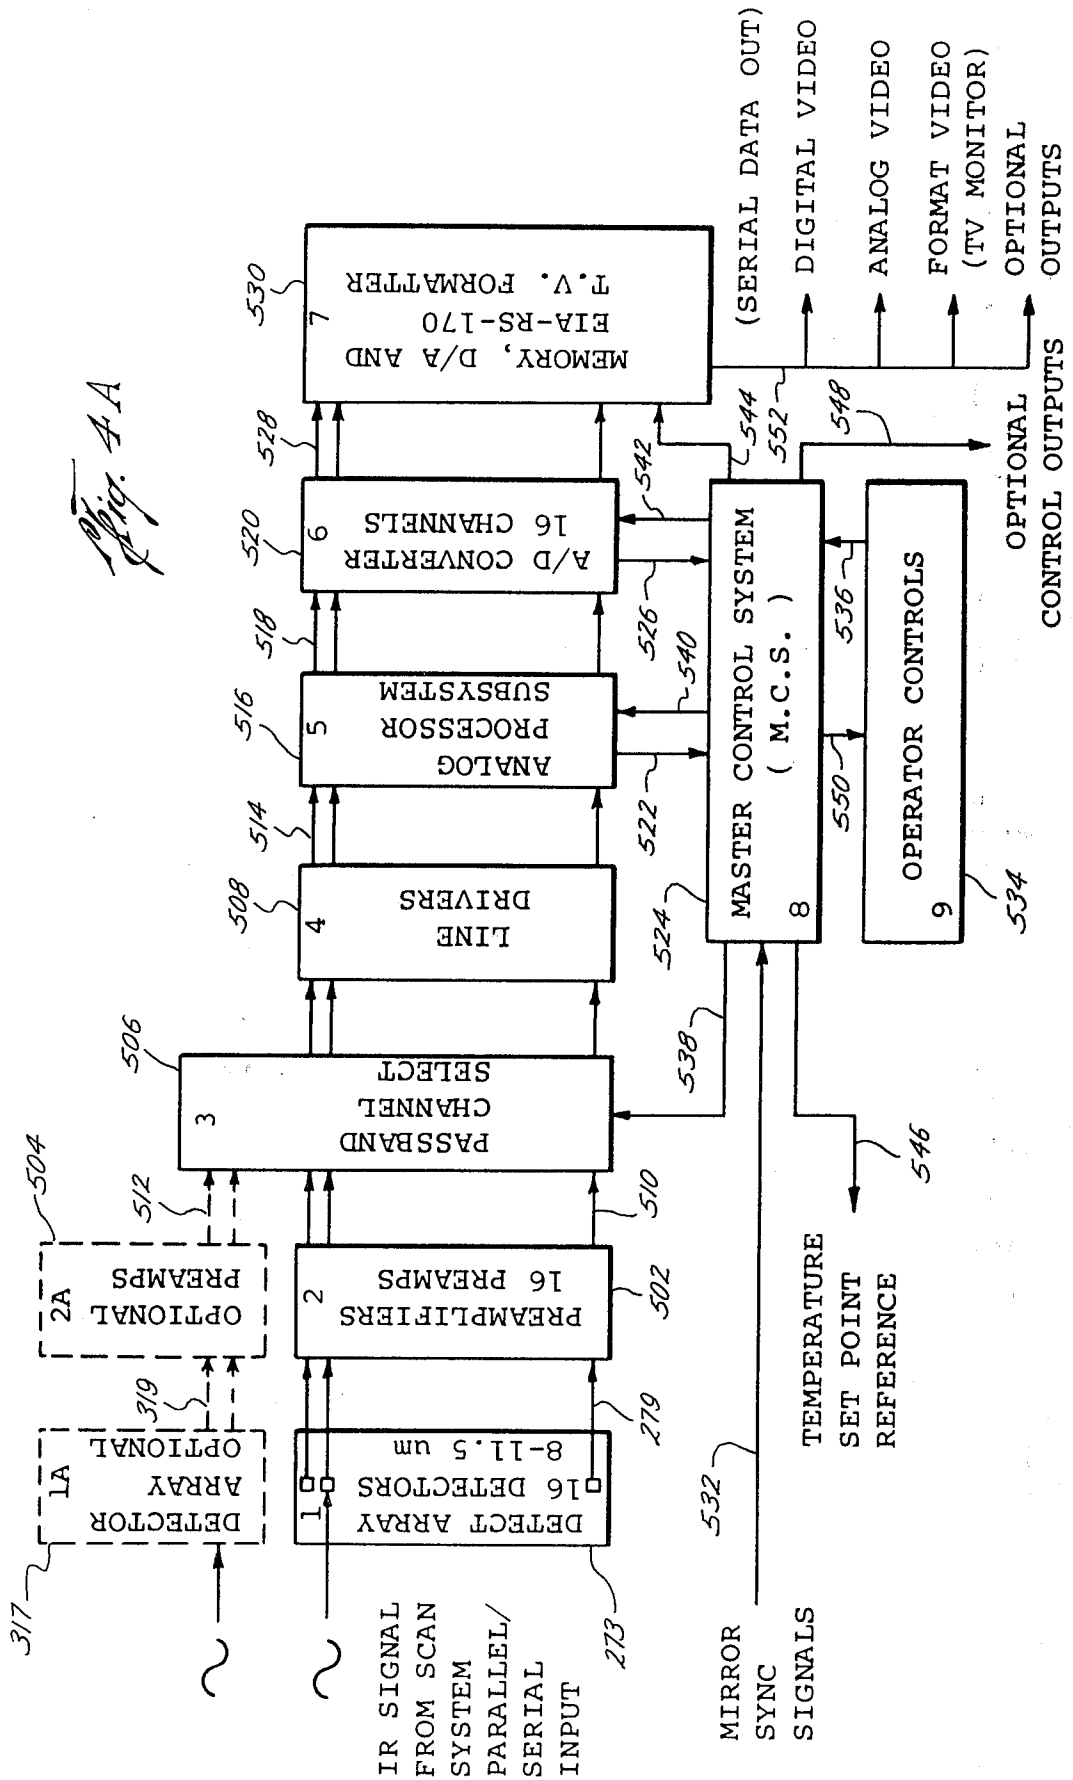 Fig. 4A
317
1A
OPTIONAL
DETECTOR
ARRAY
319
504
2A
OPTIONAL
PREAMPS
512
506
3
PASSBAND
CHANNEL
SELECT
508
4
LINE
DRIVERS
514
516
5
ANALOG
PROCESSOR
SUBSYSTEM
518
520
6
A/D CONVERTER
16 CHANNELS
528
530
7
MEMORY, D/A AND
EIA-RS-170
T.V. FORMATTER
IR SIGNAL
FROM SCAN
SYSTEM
PARALLEL/
SERIAL
INPUT
1
DETECT ARRAY
16 DETECTORS
8-11.5 um
273
279
2
PREAMPLIFIERS
16 PREAMPS
502
510
522
540
526
542
544
538
524
MASTER CONTROL SYSTEM
( M.C.S. )
8
550
536
548
552
OPERATOR CONTROLS
9
534
MIRROR
SYNC
SIGNALS
532
TEMPERATURE
SET POINT
REFERENCE
546
OPTIONAL
CONTROL OUTPUTS
(SERIAL DATA OUT)
DIGITAL VIDEO
ANALOG VIDEO
FORMAT VIDEO
(TV MONITOR)
OPTIONAL
OUTPUTS